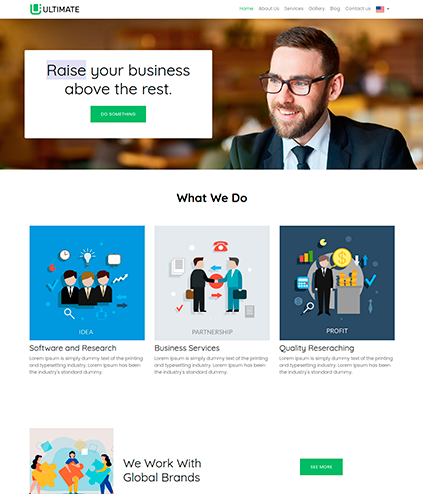 ULTIMATE
Home About Us Services Gallery Blog Contact us
Raise your business
above the rest.
DO SOMETHING
What We Do
IDEA
PARTNERSHIP
PROFIT
Software and Research
Lorem Ipsum is simply dummy text of the printing
and typesetting industry. Lorem Ipsum has been
the industry's standard dummy.
Business Services
Lorem Ipsum is simply dummy text of the printing
and typesetting industry. Lorem Ipsum has been
the industry's standard dummy.
Quality Reseraching
Lorem Ipsum is simply dummy text of the printing
and typesetting industry. Lorem Ipsum has been
the industry's standard dummy.
We Work With
Global Brands
SEE MORE